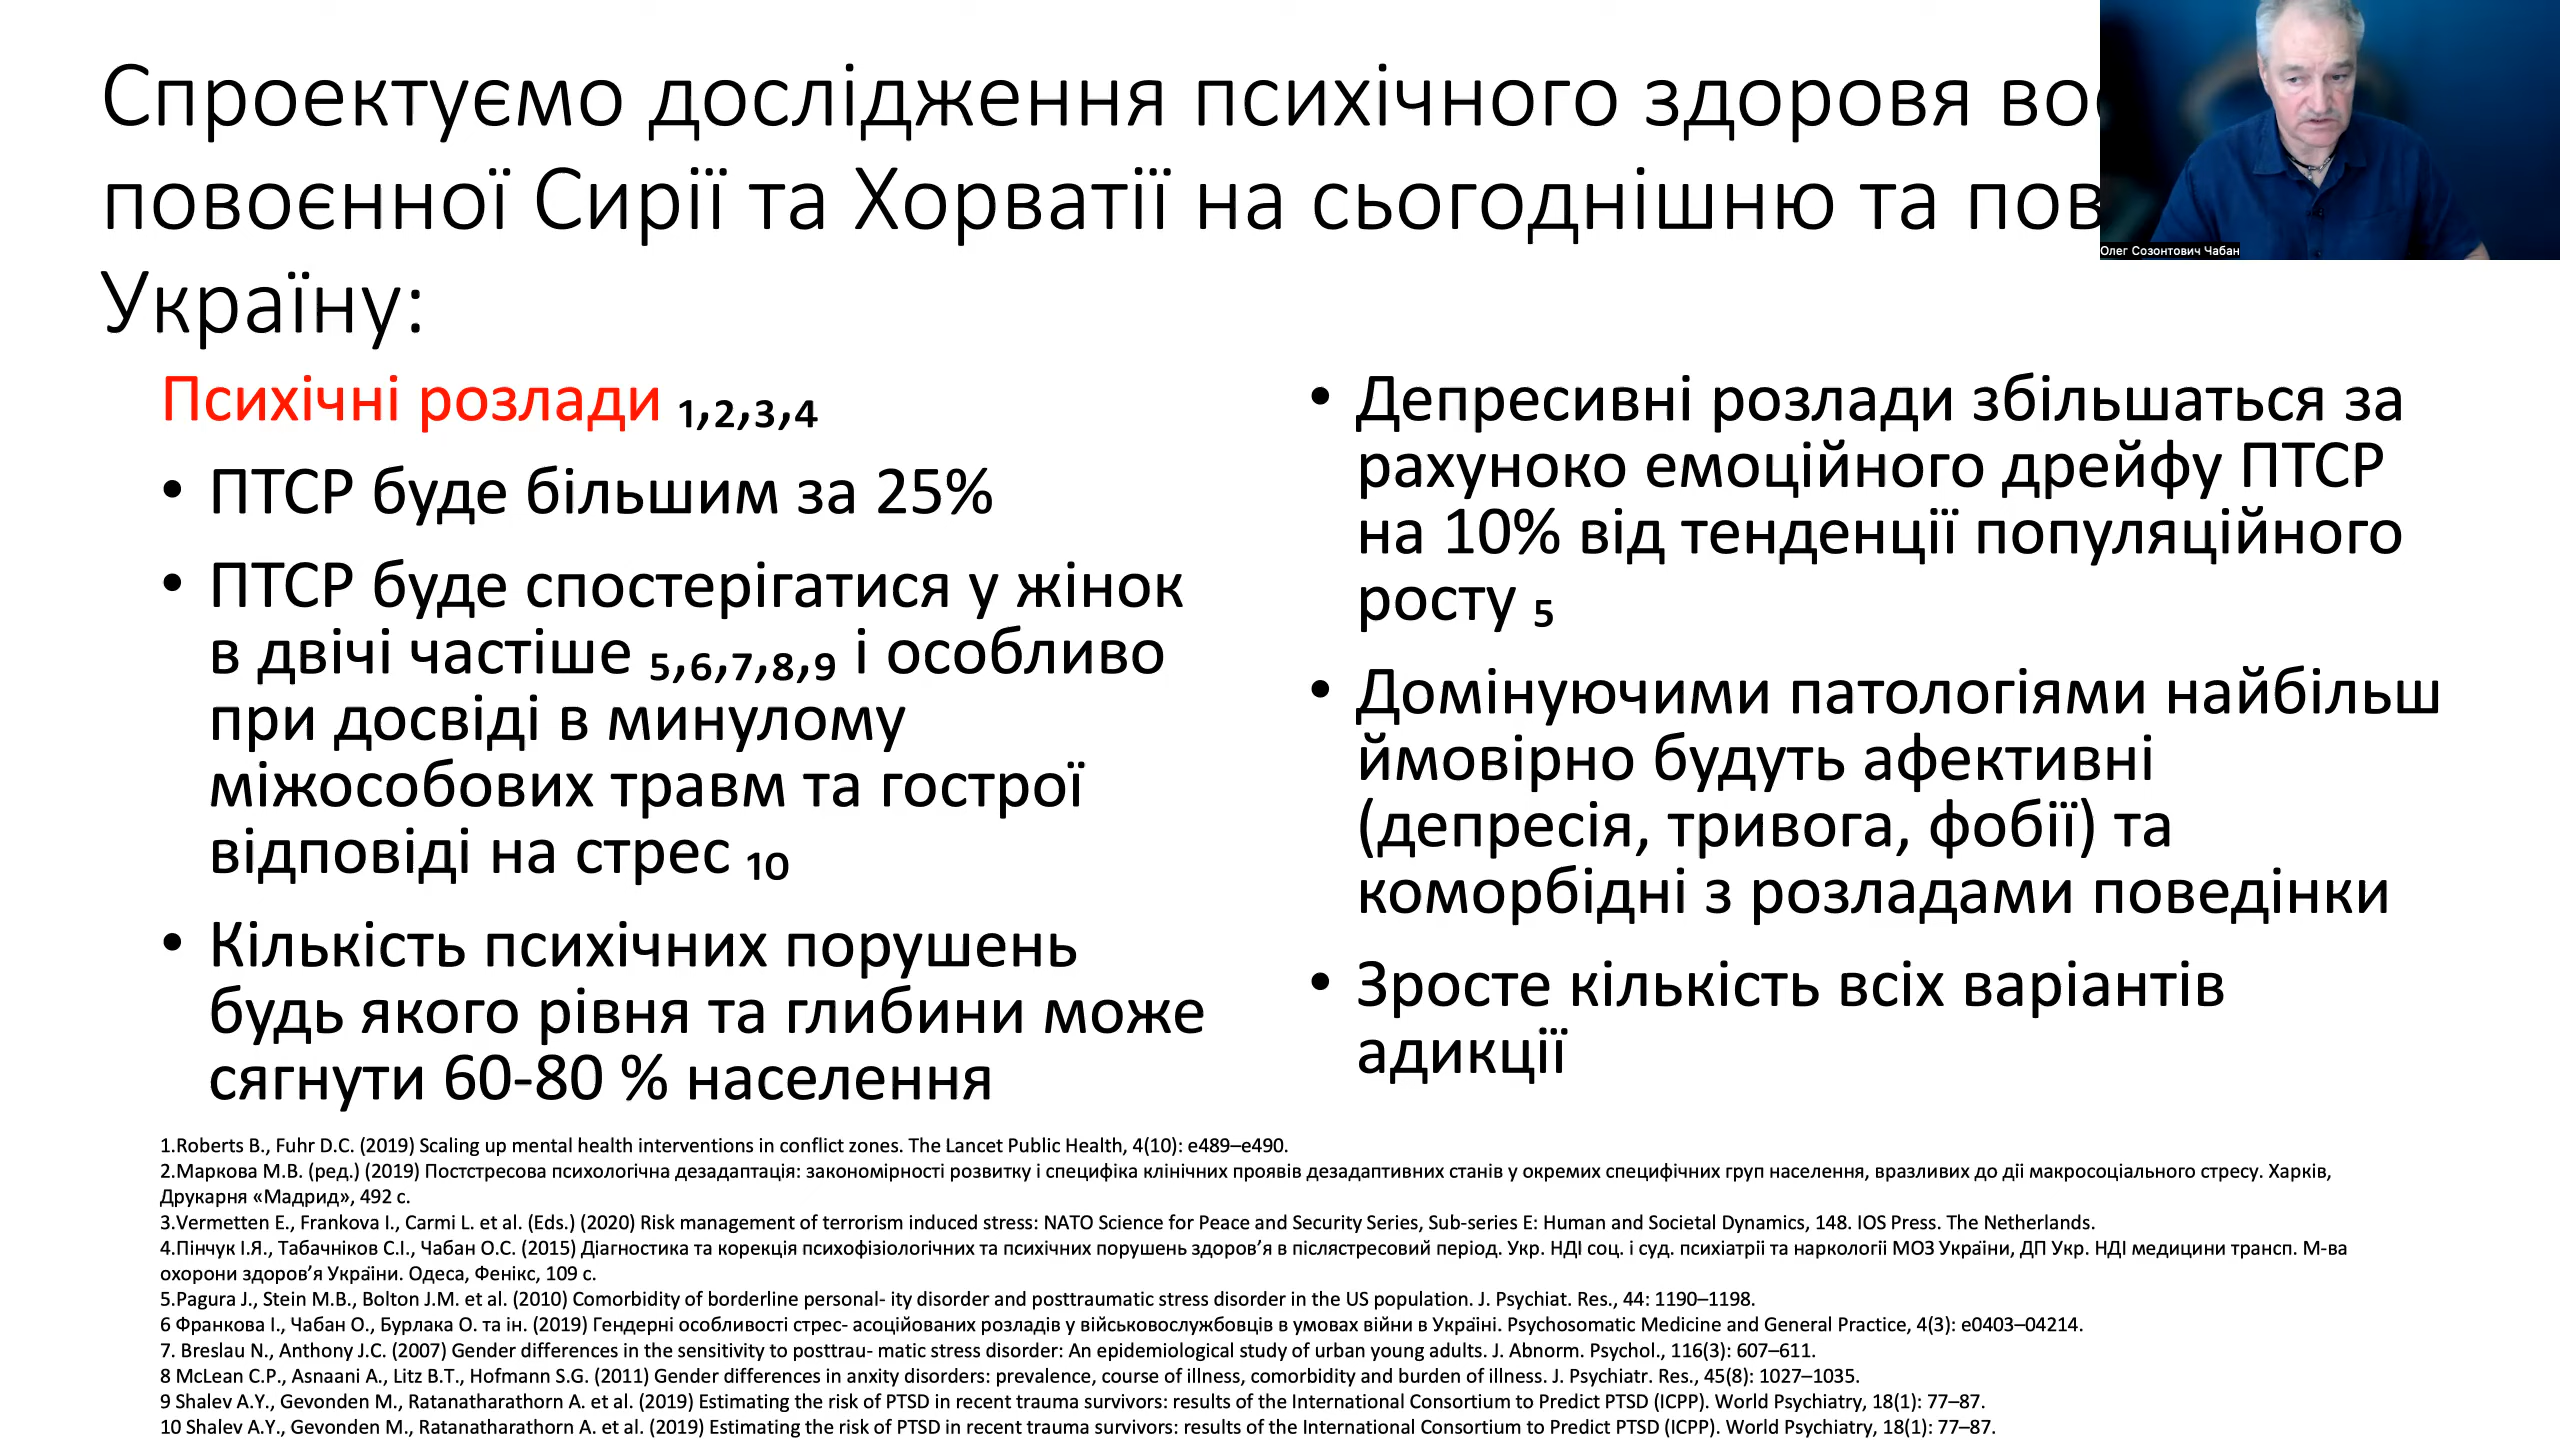 Спроектуємо дослідження психічного здоровя
повоєнної Сирії та Хорватії на сьогоднішню та
Україну:
Олег Созонтович Чабан
Психічні розлади 1,2,3,4
• ПТСР буде більшим за 25%
• ПТСР буде спостерігатися у жінок
в двічі частіше 5,6,7,8,9 і особливо
при досвіді в минулому
міжособових травм та гострої
відповіді на стрес 10
• Кількість психічних порушень
будь якого рівня та глибини може
сягнути 60-80 % населення
• Депресивні розлади збільшаться за
рахуноко емоційного дрейфу ПТСР
на 10% від тенденції популяційного
росту 5
• Домінуючими патологіями найбільш
ймовірно будуть афективні
(депресія, тривога, фобії) та
коморбідні з розладами поведінки
• Зросте кількість всіх варіантів
адикції
1.Roberts B., Fuhr D.C. (2019) Scaling up mental health interventions in conflict zones. The Lancet Public Health, 4(10): e489–e490.
2.Маркова М.В. (ред.) (2019) Постстресова психологічна дезадаптація: закономірності розвитку і специфіка клінічних проявів дезадаптивних станів у окремих специфічних груп населення, вразливих до дії макросоціального стресу. Харків,
Друкарня «Мадрид», 492 с.
3.Vermetten E., Frankova I., Carmi L. et al. (Eds.) (2020) Risk management of terrorism induced stress: NATO Science for Peace and Security Series, Sub-series E: Human and Societal Dynamics, 148. IOS Press. The Netherlands.
4.Пінчук І.Я., Табачніков С.І., Чабан О.С. (2015) Діагностика та корекція психофізіологічних та психічних порушень здоров’я в післястресовий період. Укр. НДІ соц. і суд. психіатрії та наркології МОЗ України, ДП Укр. НДІ медицини трансп. М-ва
охорони здоров’я України. Одеса, Фенікс, 109 с.
5.Pagura J., Stein M.B., Bolton J.M. et al. (2010) Comorbidity of borderline personal- ity disorder and posttraumatic stress disorder in the US population. J. Psychiat. Res., 44: 1190–1198.
6 Франкова І., Чабан О., Бурлака О. та ін. (2019) Гендерні особливості стрес- асоційованих розладів у військовослужбовців в умовах війни в Україні. Psychosomatic Medicine and General Practice, 4(3): e0403–04214.
7. Breslau N., Anthony J.C. (2007) Gender differences in the sensitivity to posttrau- matic stress disorder: An epidemiological study of urban young adults. J. Abnorm. Psychol., 116(3): 607–611.
8 McLean C.P., Asnaani A., Litz B.T., Hofmann S.G. (2011) Gender differences in anxity disorders: prevalence, course of illness, comorbidity and burden of illness. J. Psychiatr. Res., 45(8): 1027–1035.
9 Shalev A.Y., Gevonden M., Ratanatharathorn A. et al. (2019) Estimating the risk of PTSD in recent trauma survivors: results of the International Consortium to Predict PTSD (ICPP). World Psychiatry, 18(1): 77–87.
10 Shalev A.Y., Gevonden M., Ratanatharathorn A. et al. (2019) Estimating the risk of PTSD in recent trauma survivors: results of the International Consortium to Predict PTSD (ICPP). World Psychiatry, 18(1): 77–87.